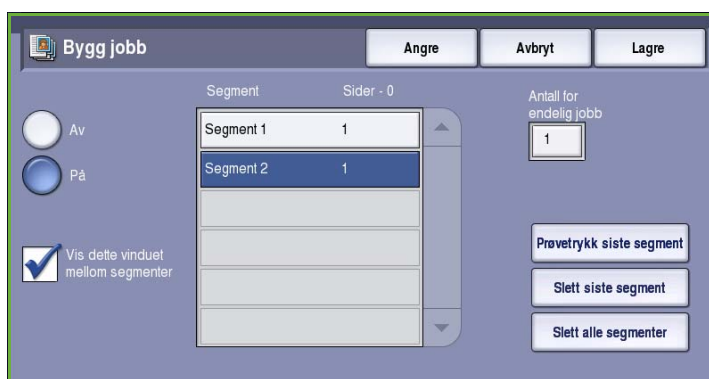 Bygg jobb
Angre
Avbryt
Lagre
Segment Sider - 0
Antall for
endelig jobb
1
Av
På
Segment 1 1
Segment 2 1
Vis dette vinduet
mellom segmenter
Prøvetrykk siste segment
Slett siste segment
Slett alle segmenter